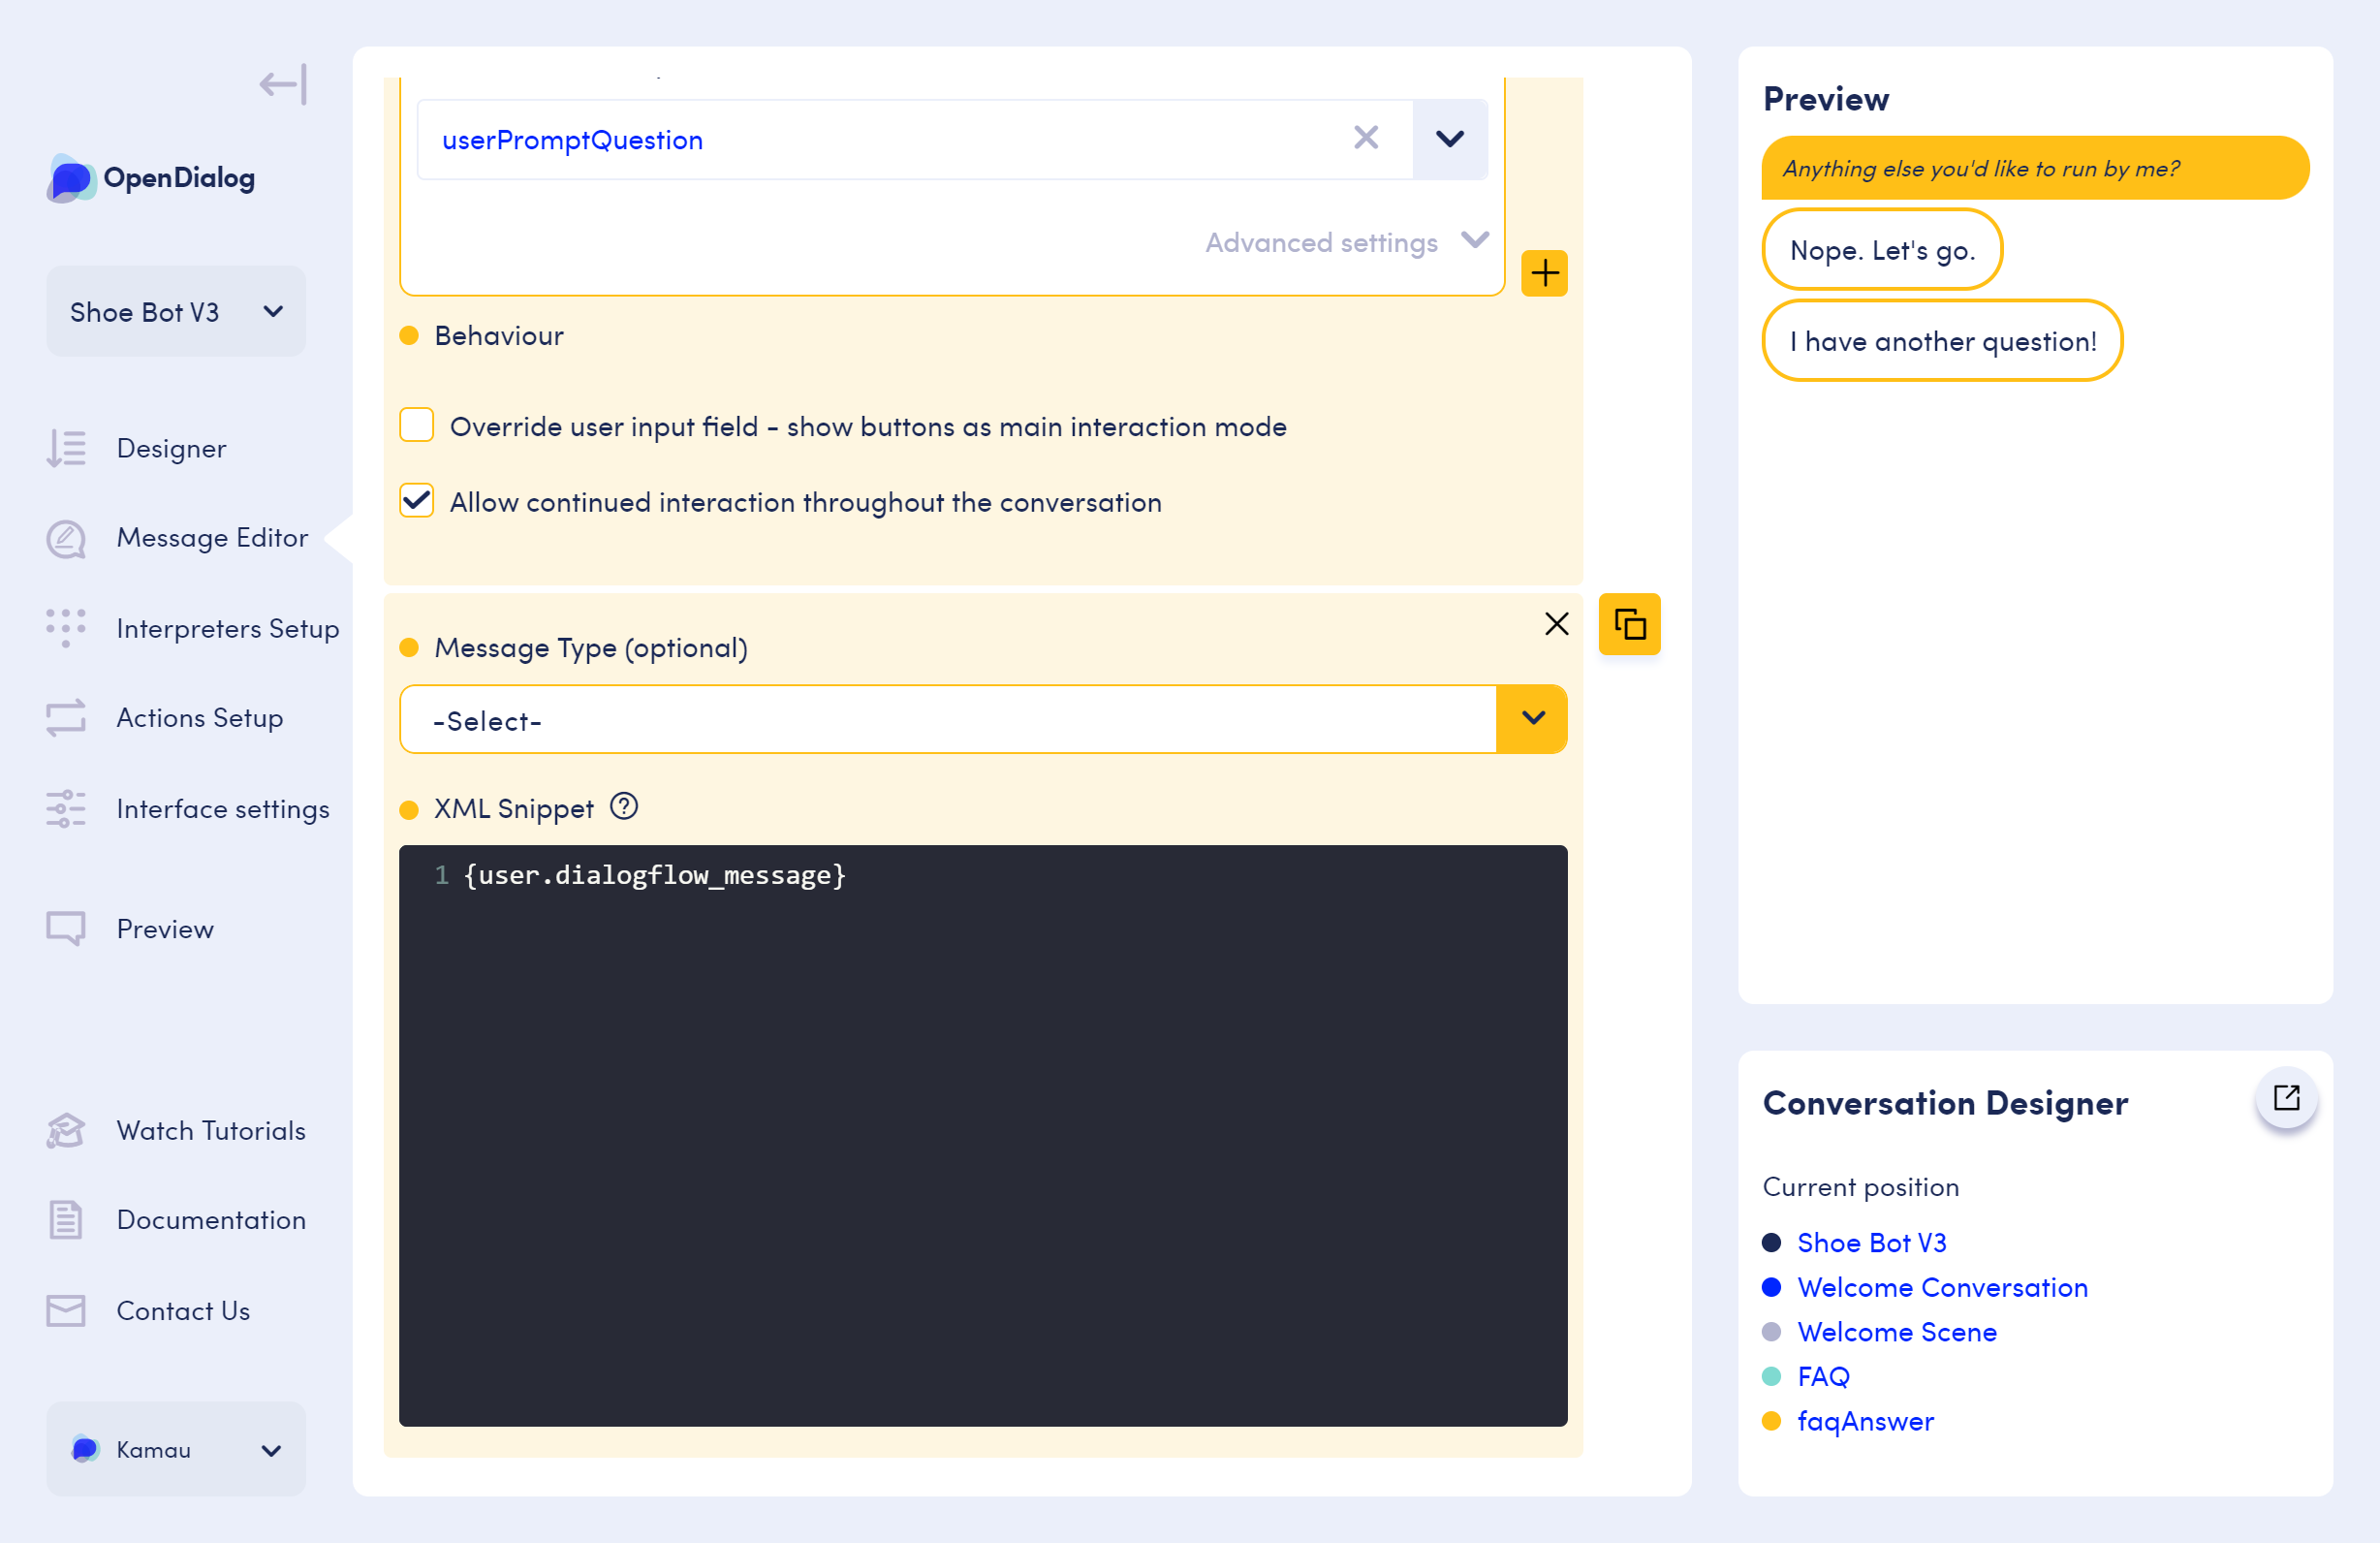 OpenDialog
Shoe Bot V3
Designer
Message Editor
Interpreters Setup
Actions Setup
Interface settings
Preview
Watch Tutorials
Documentation
Contact Us
Kamau
userPromptQuestion
Advanced settings
Behaviour
Override user input field - show buttons as main interaction mode
Allow continued interaction throughout the conversation
Message Type (optional)
-Select-
XML Snippet
1 {user.dialogflow_message}
Preview
Anything else you'd like to run by me?
Nope. Let's go.
I have another question!
Conversation Designer
Current position
Shoe Bot V3
Welcome Conversation
Welcome Scene
FAQ
faqAnswer